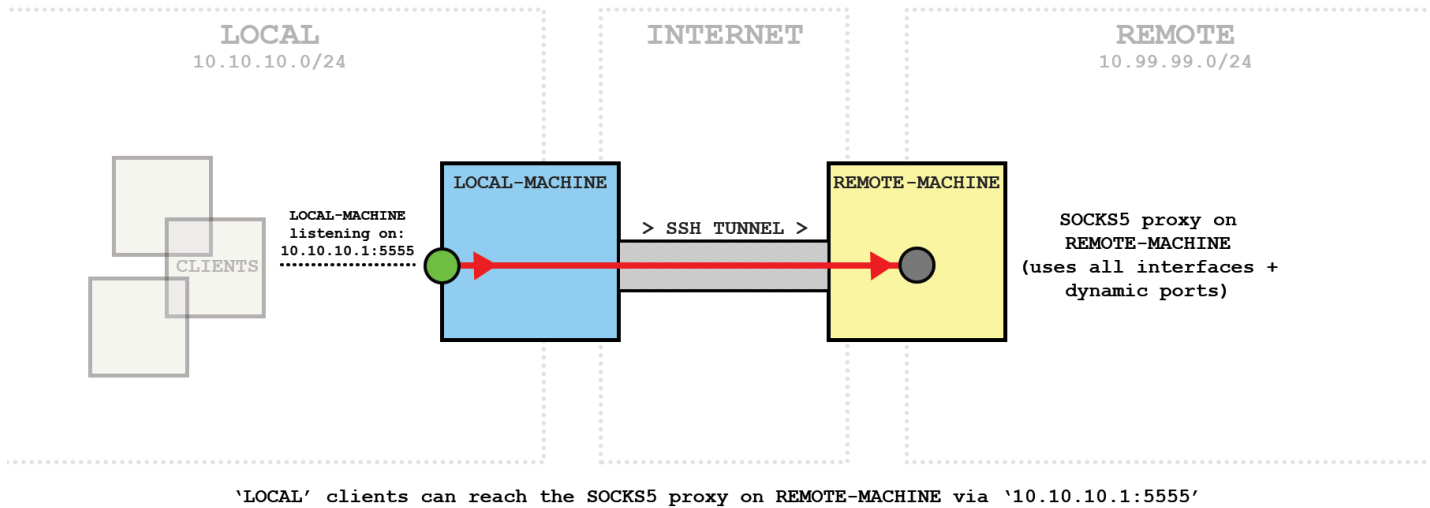 LOCAL
10.10.10.0/24
INTERNET
REMOTE
10.99.99.0/24
CLIENTS
LOCAL-MACHINE
listening on:
10.10.10.1:5555
LOCAL-MACHINE
> SSH TUNNEL >
REMOTE-MACHINE
SOCKS5 proxy on
REMOTE-MACHINE
(uses all interfaces +
dynamic ports)
‘LOCAL’ clients can reach the SOCKS5 proxy on REMOTE-MACHINE via ‘10.10.10.1:5555’